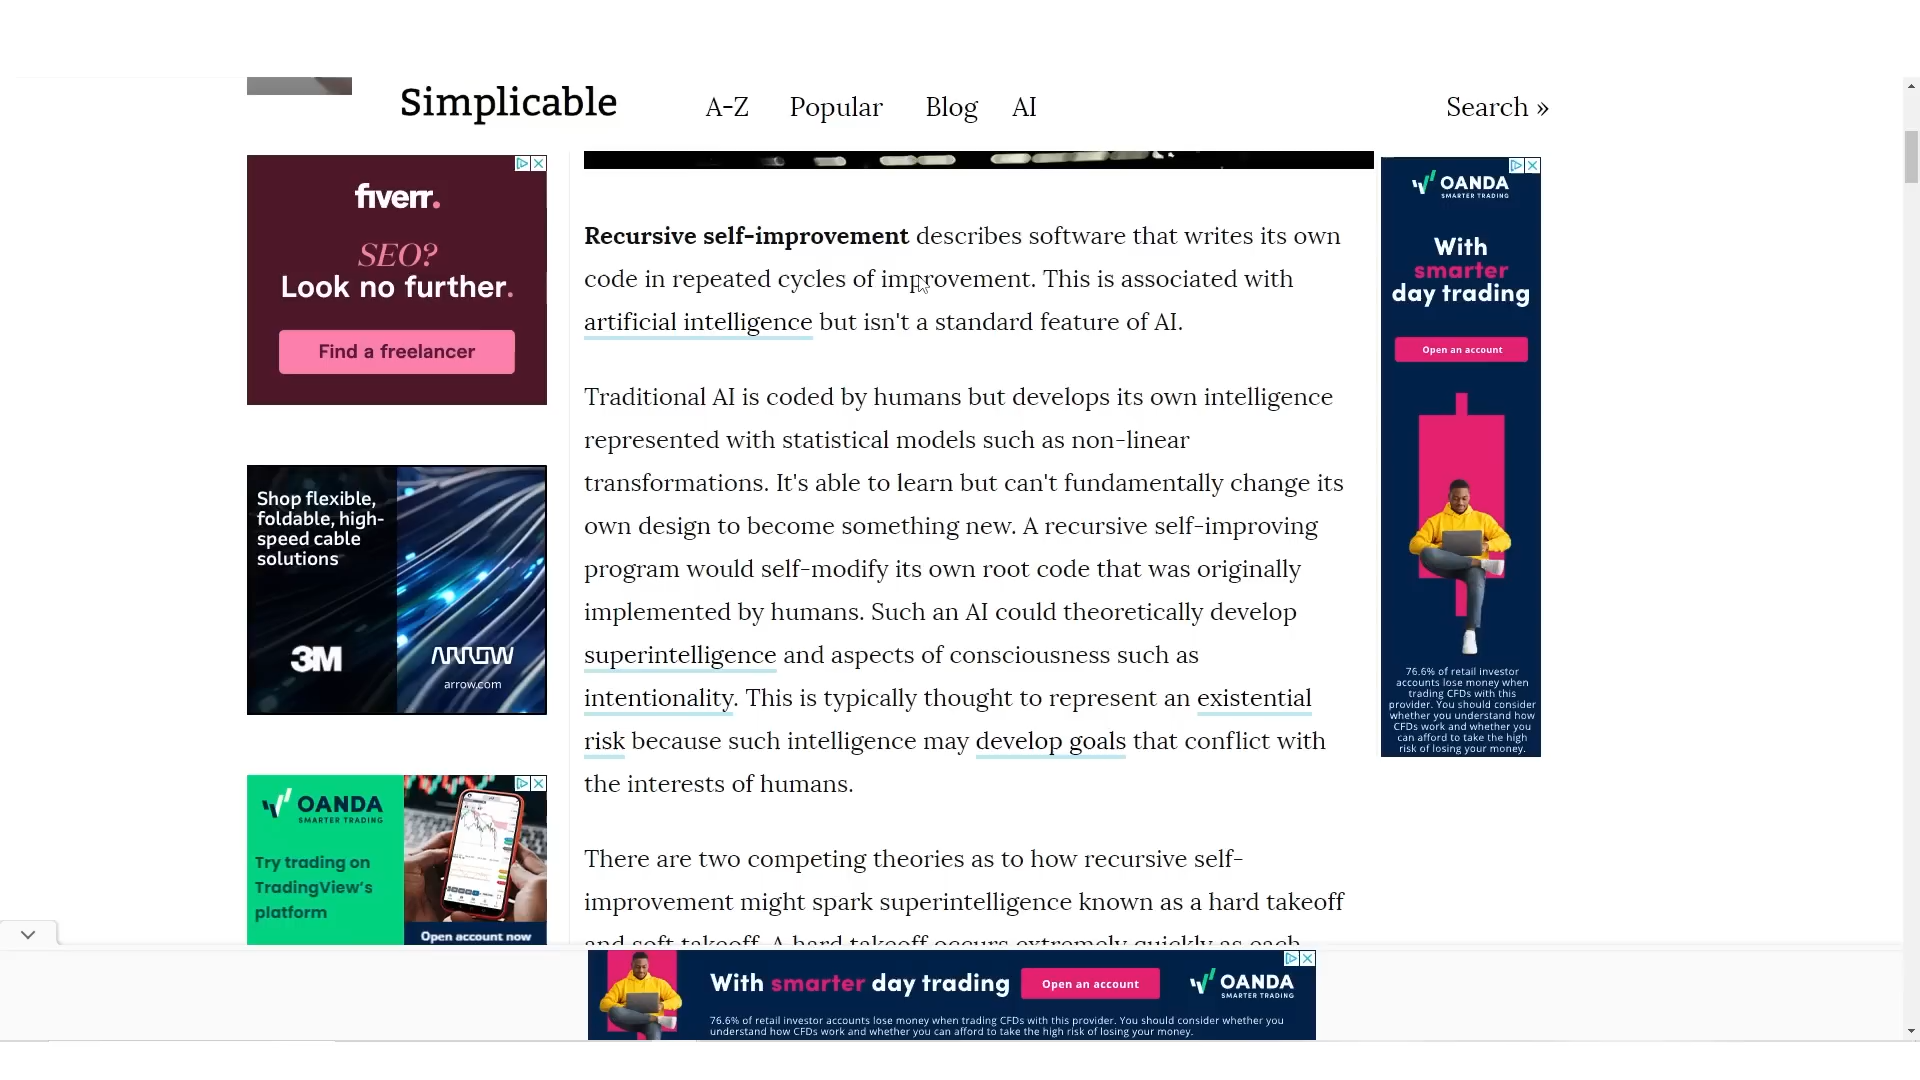 Simplicable
A-Z
Popular
Blog
AI
Search »
fiverr.
SEO?
Look no further.
Find a freelancer
Shop flexible,
foldable, high-
speed cable
solutions
3M
ARROW
arrow.com
OANDA
SMARTER TRADING
Try trading on
TradingView's
platform
Open account now
Recursive self-improvement describes software that writes its own
code in repeated cycles of improvement. This is associated with
artificial intelligence but isn't a standard feature of AI.
Traditional AI is coded by humans but develops its own intelligence
represented with statistical models such as non-linear
transformations. It's able to learn but can't fundamentally change its
own design to become something new. A recursive self-improving
program would self-modify its own root code that was originally
implemented by humans. Such an AI could theoretically develop
superintelligence and aspects of consciousness such as
intentionality. This is typically thought to represent an existential
risk because such intelligence may develop goals that conflict with
the interests of humans.
There are two competing theories as to how recursive self-
improvement might spark superintelligence known as a hard takeoff
and soft takeoff. A hard takeoff occurs extremely quickly as each
OANDA
SMARTER TRADING
With
smarter
day trading
Open an account
76.6% of retail investor
accounts lose money when
trading CFDs with this
provider. You should consider
whether you understand how
CFDs work and whether you
can afford to take the high
risk of losing your money.
With smarter day trading
Open an account
OANDA
SMARTER TRADING
76.6% of retail investor accounts lose money when trading CFDs with this provider. You should consider whether you
understand how CFDs work and whether you can afford to take the high risk of losing your money.